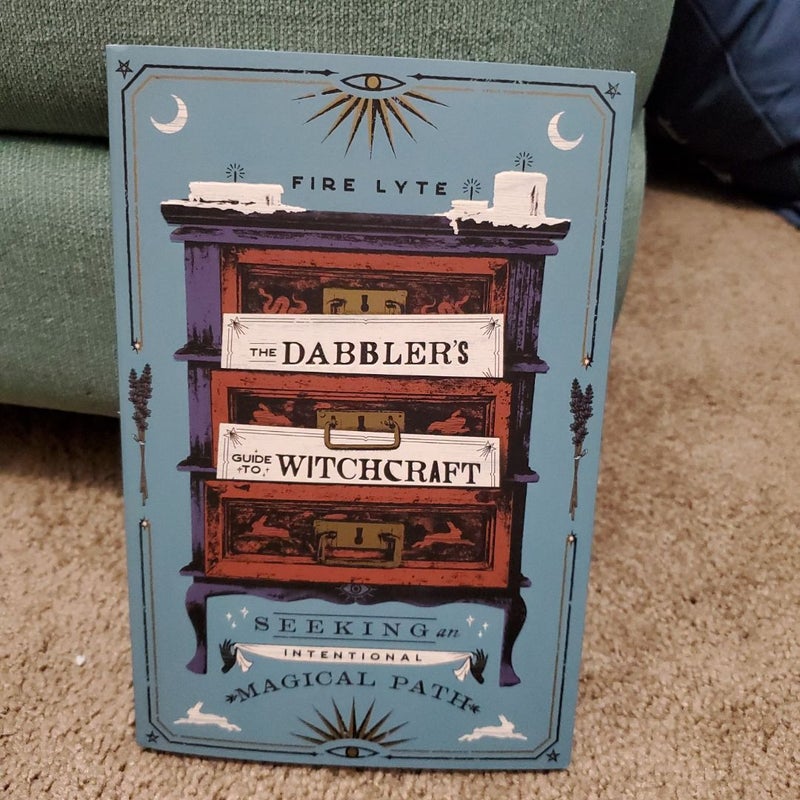 FIRE LYTE
THE DABBLER'S
GUIDE
TO
WITCHCRAFT
SEEKING an
INTENTIONAL
MAGICAL PATH